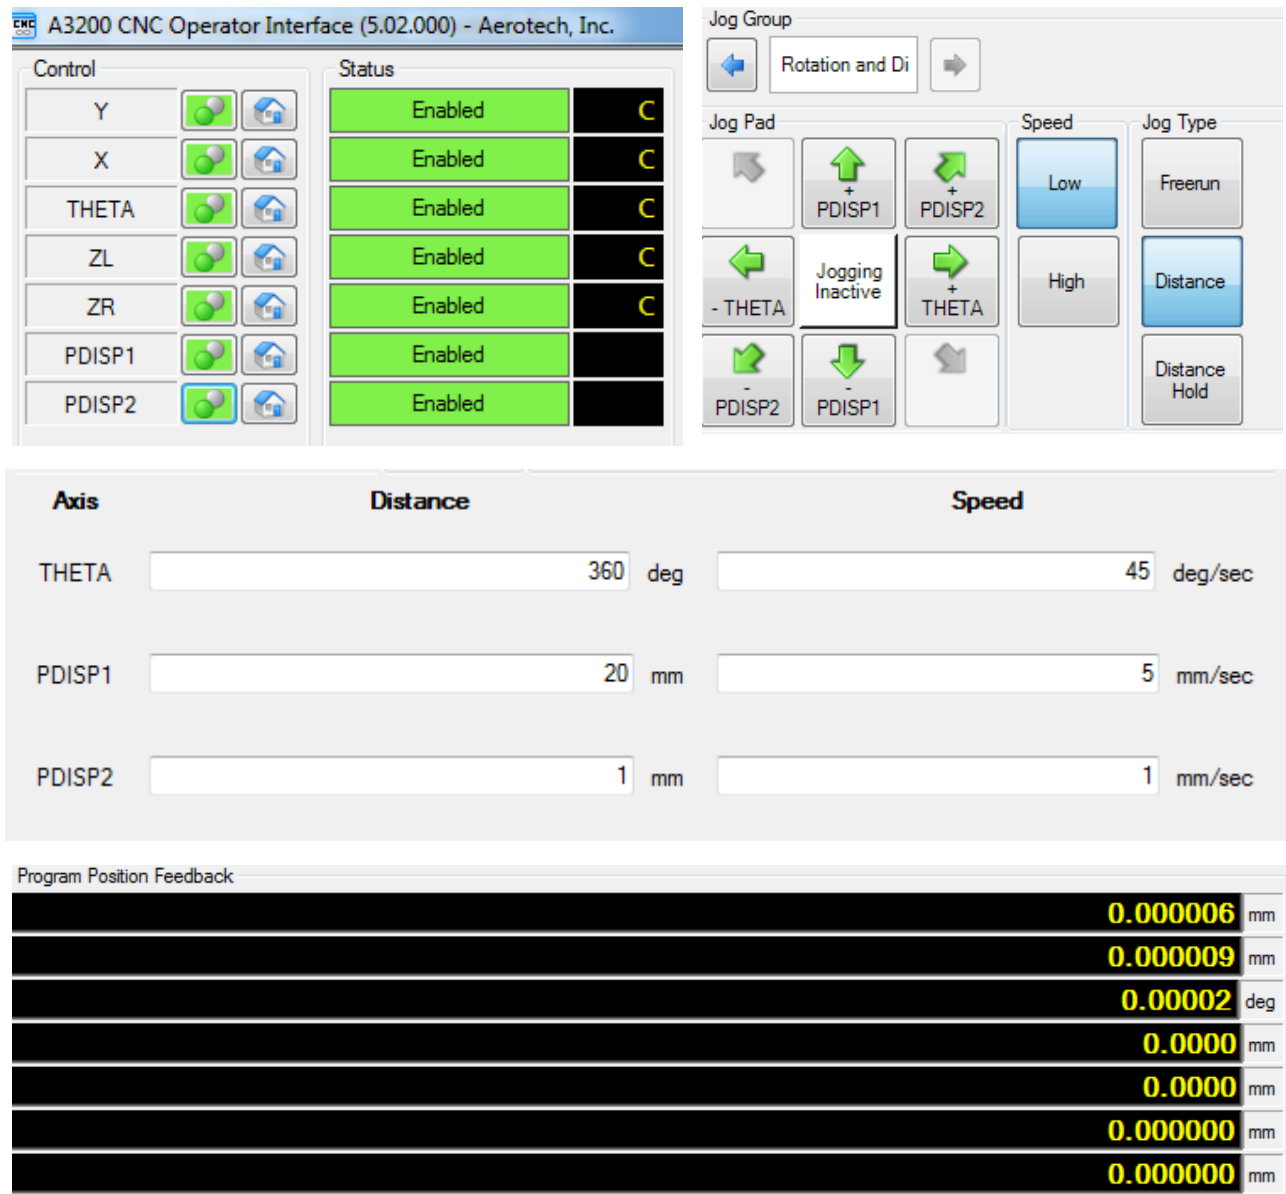 A3200 CNC Operator Interface (5.02.000) - Aerotech, Inc.
Control Status
Y Enabled C
X Enabled C
THETA Enabled C
ZL Enabled C
ZR Enabled C
PDISP1 Enabled
PDISP2 Enabled
Jog Group
Rotation and Di
Jog Pad Speed Jog Type
+ PDISP1
+ PDISP2
Low
Freerun
- THETA
Jogging
Inactive
+ THETA
High
Distance
- PDISP2
- PDISP1
Distance
Hold
Axis Distance Speed
THETA 360 deg 45 deg/sec
PDISP1 20 mm 5 mm/sec
PDISP2 1 mm 1 mm/sec
Program Position Feedback
0.000006 mm
0.000009 mm
0.00002 deg
0.0000 mm
0.0000 mm
0.000000 mm
0.000000 mm